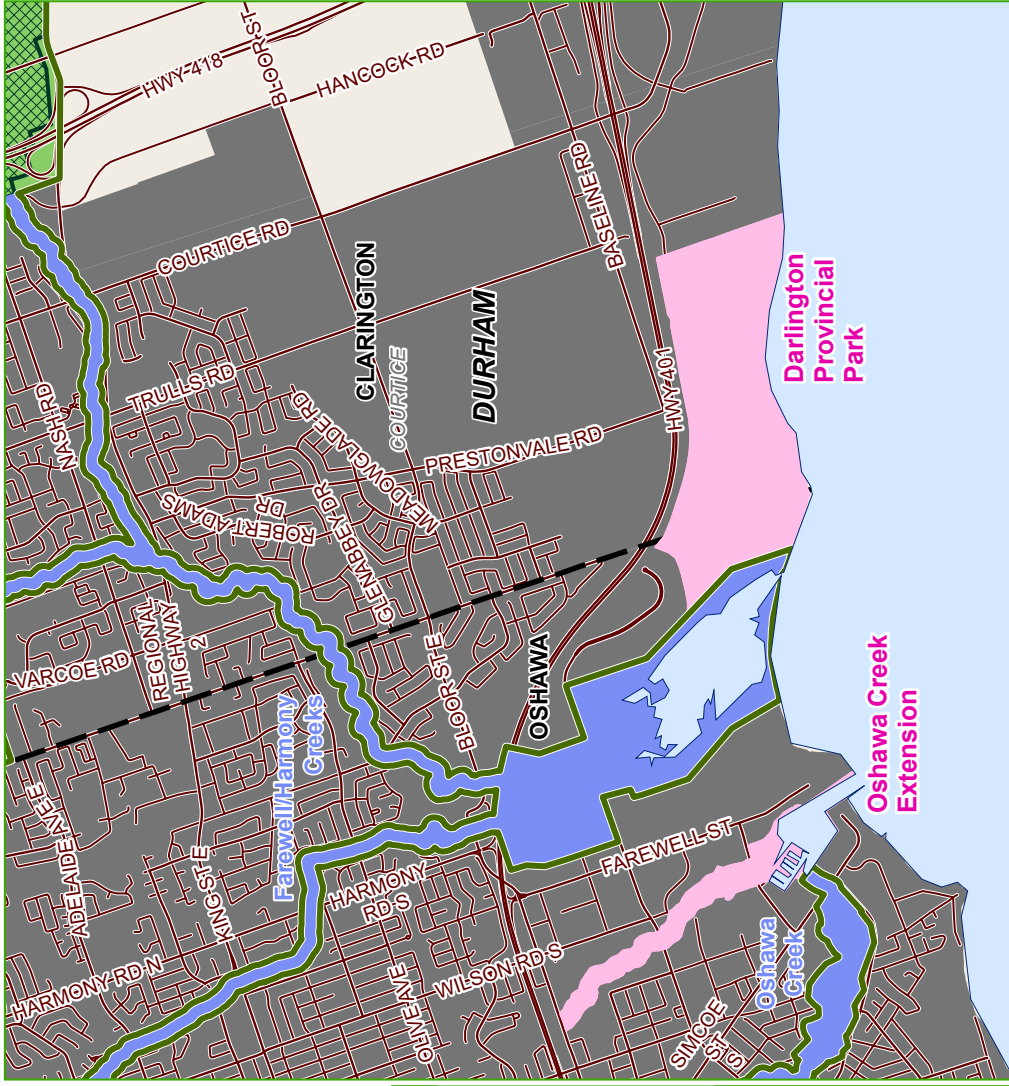 HWY 418
BLOOR ST
HANCOCK RD
COURTICE RD
BASELINE RD
CLARINGTON
COURTICE
DURHAM
Darlington
Provincial
Park
NASH RD
TRULLS RD
MEADOWGLADE RD
HWY 401
PRESTONVALE RD
ROBERT ADAMS
DR
GLENABBEY DR
VARCOE RD
REGIONAL
HIGHWAY
2
BLOOR ST E
OSHAWA
Farewell/Harmony
Creeks
Oshawa Creek
Extension
ADELAIDE AVE E
KING ST E
HARMONY
RD S
FAREWELL ST
HARMONY RD N
OLIVE AVE
WILSON RD S
Oshawa
Creek
SIMCOE
ST
S